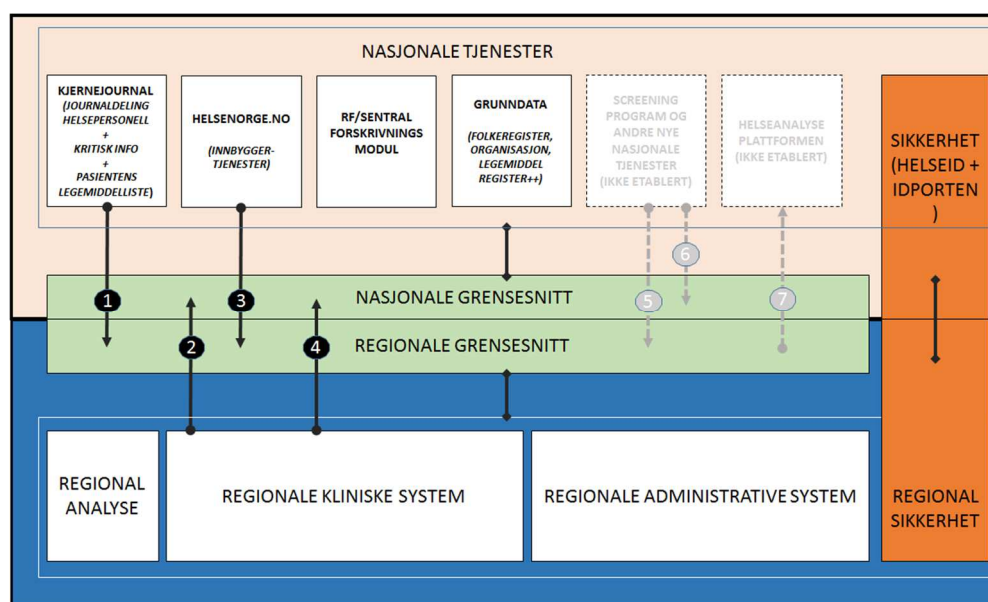 NASJONALE TJENESTER
KJERNEJOURNAL
(JOURNALDELING
HELSEPERSONELL
+
KRITISK INFO
+
PASIENTENS
LEGEMIDDELLISTE)
HELSENORGE.NO
(INNBYGGER-
TJENESTER)
RF/SENTRAL
FORSKRIVNINGS
MODUL
GRUNNDATA
(FOLKEREGISTER,
ORGANISASJON,
LEGEMIDDEL
REGISTER++)
SCREENING
PROGRAM OG
ANDRE NYE
NASJONALE
TJENESTER
(IKKE ETABLERT)
HELSEANALYSE
PLATTFORMEN
(IKKE ETABLERT)
SIKKERHET
(HELSEID +
IDPORTEN
)
6
NASJONALE GRENSESNITT
1
3
5
7
2
4
REGIONALE GRENSESNITT
REGIONAL
ANALYSE
REGIONALE KLINISKE SYSTEM
REGIONALE ADMINISTRATIVE SYSTEM
REGIONAL
SIKKERHET